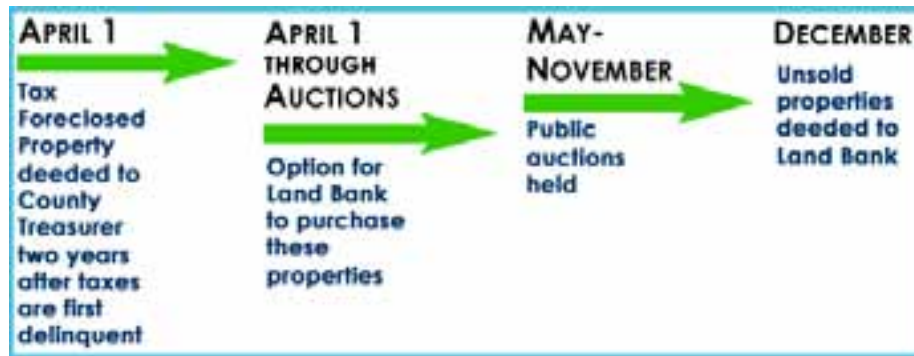 APRIL 1
Tax
Foreclosed
Property
deeded to
County
Treasurer
two years
after taxes
are first
delinquent
APRIL 1
THROUGH
AUCTIONS
Option for
Land Bank
to purchase
these
properties
MAY-
NOVEMBER
Public
auctions
held
DECEMBER
Unsold
properties
deeded to
Land Bank